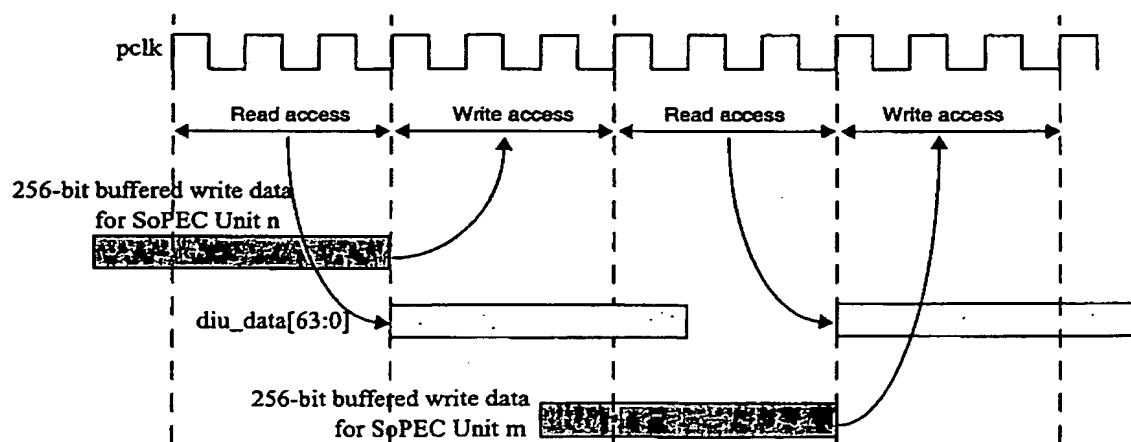 pclk
Read access Write access Read access Write access
256-bit buffered write data
for SoPEC Unit n
diu_data[63:0]
256-bit buffered write data
for SoPEC Unit m